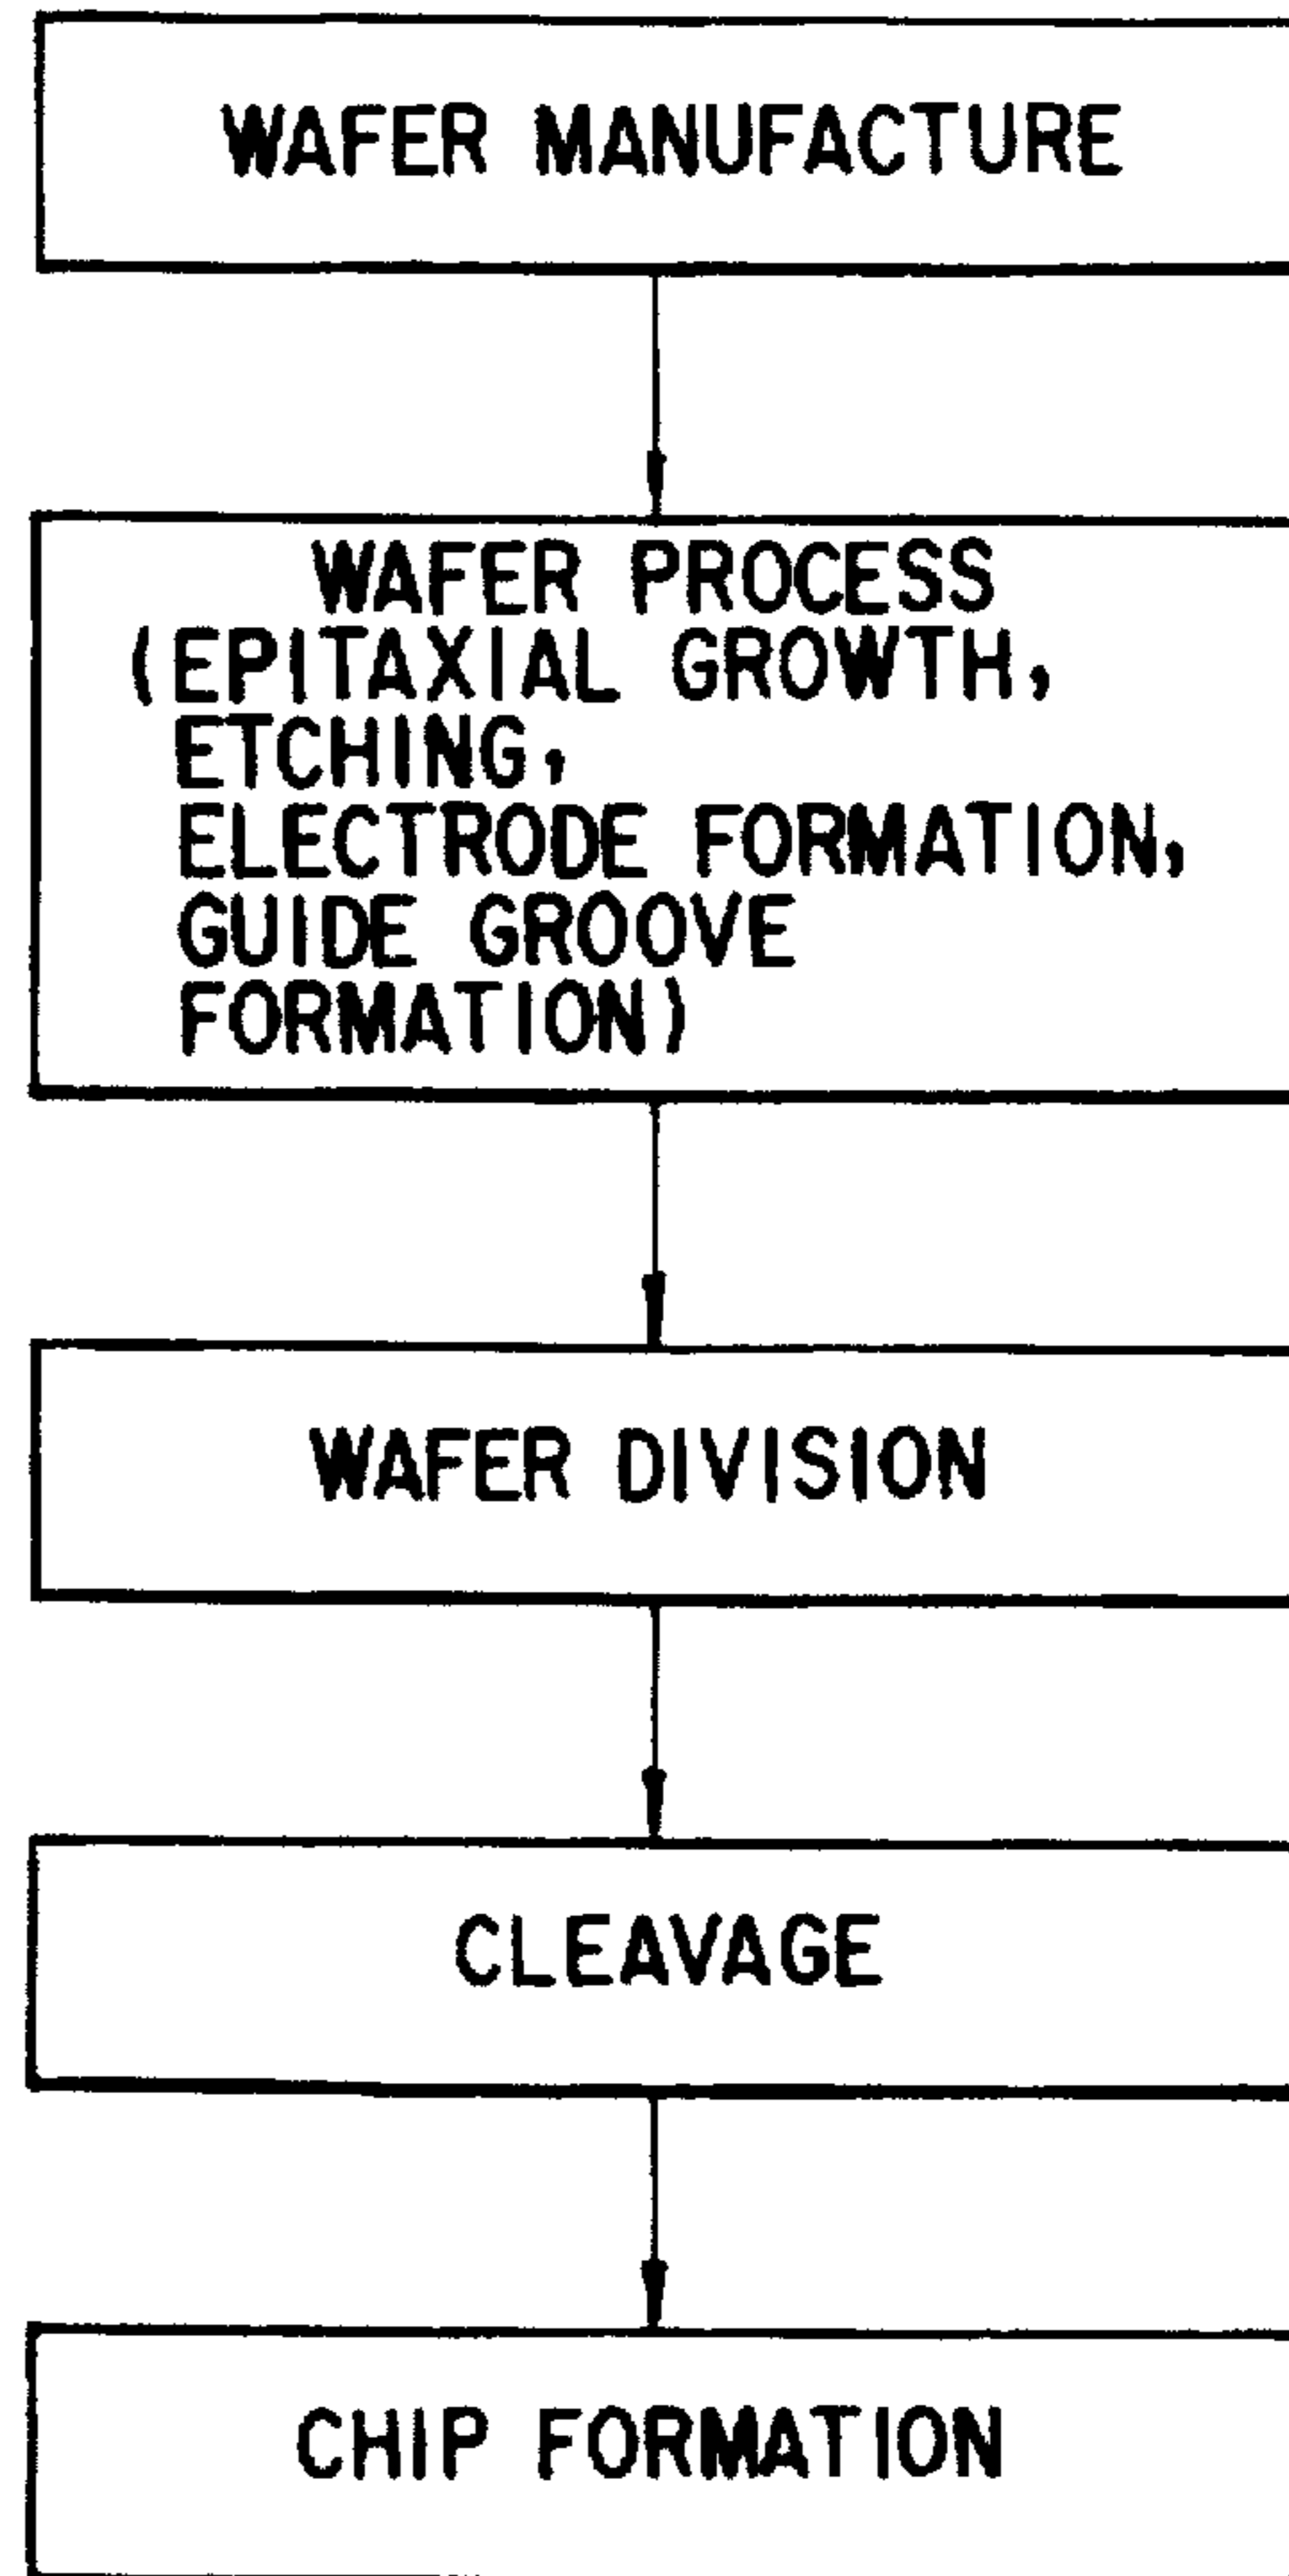 WAFER MANUFACTURE
WAFER PROCESS
(EPITAXIAL GROWTH,
ETCHING,
ELECTRODE FORMATION,
GUIDE GROOVE
FORMATION)
WAFER DIVISION
CLEAVAGE
CHIP FORMATION